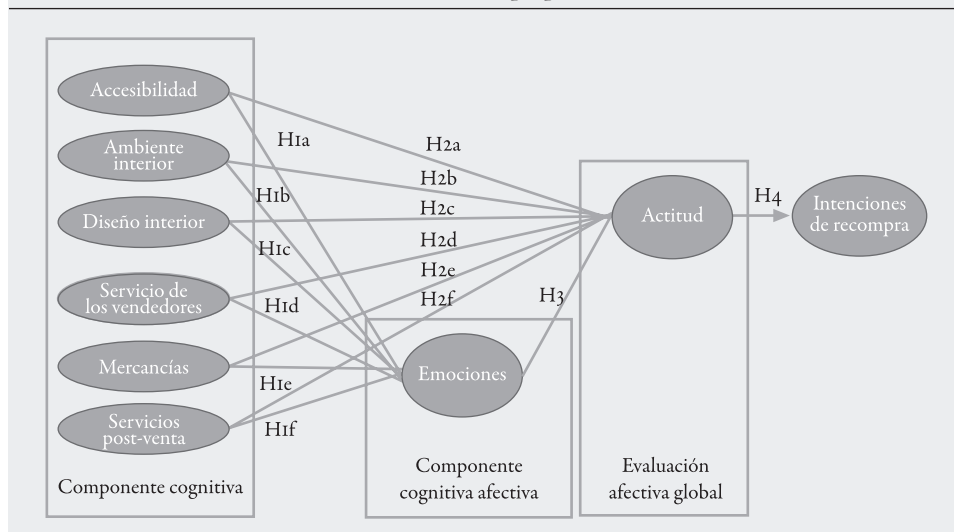 Accesibilidad
Ambiente
interior
Diseño interior
Servicio de
los vendedores
Mercancías
Servicios
post-venta
Componente cognitiva
H1a
H1b
H1c
H1d
H1e
H1f
H2a
H2b
H2c
H2d
H2e
H2f
H3
Emociones
Componente
cognitiva afectiva
Actitud
Evaluación
afectiva global
H4
Intenciones
de recompra